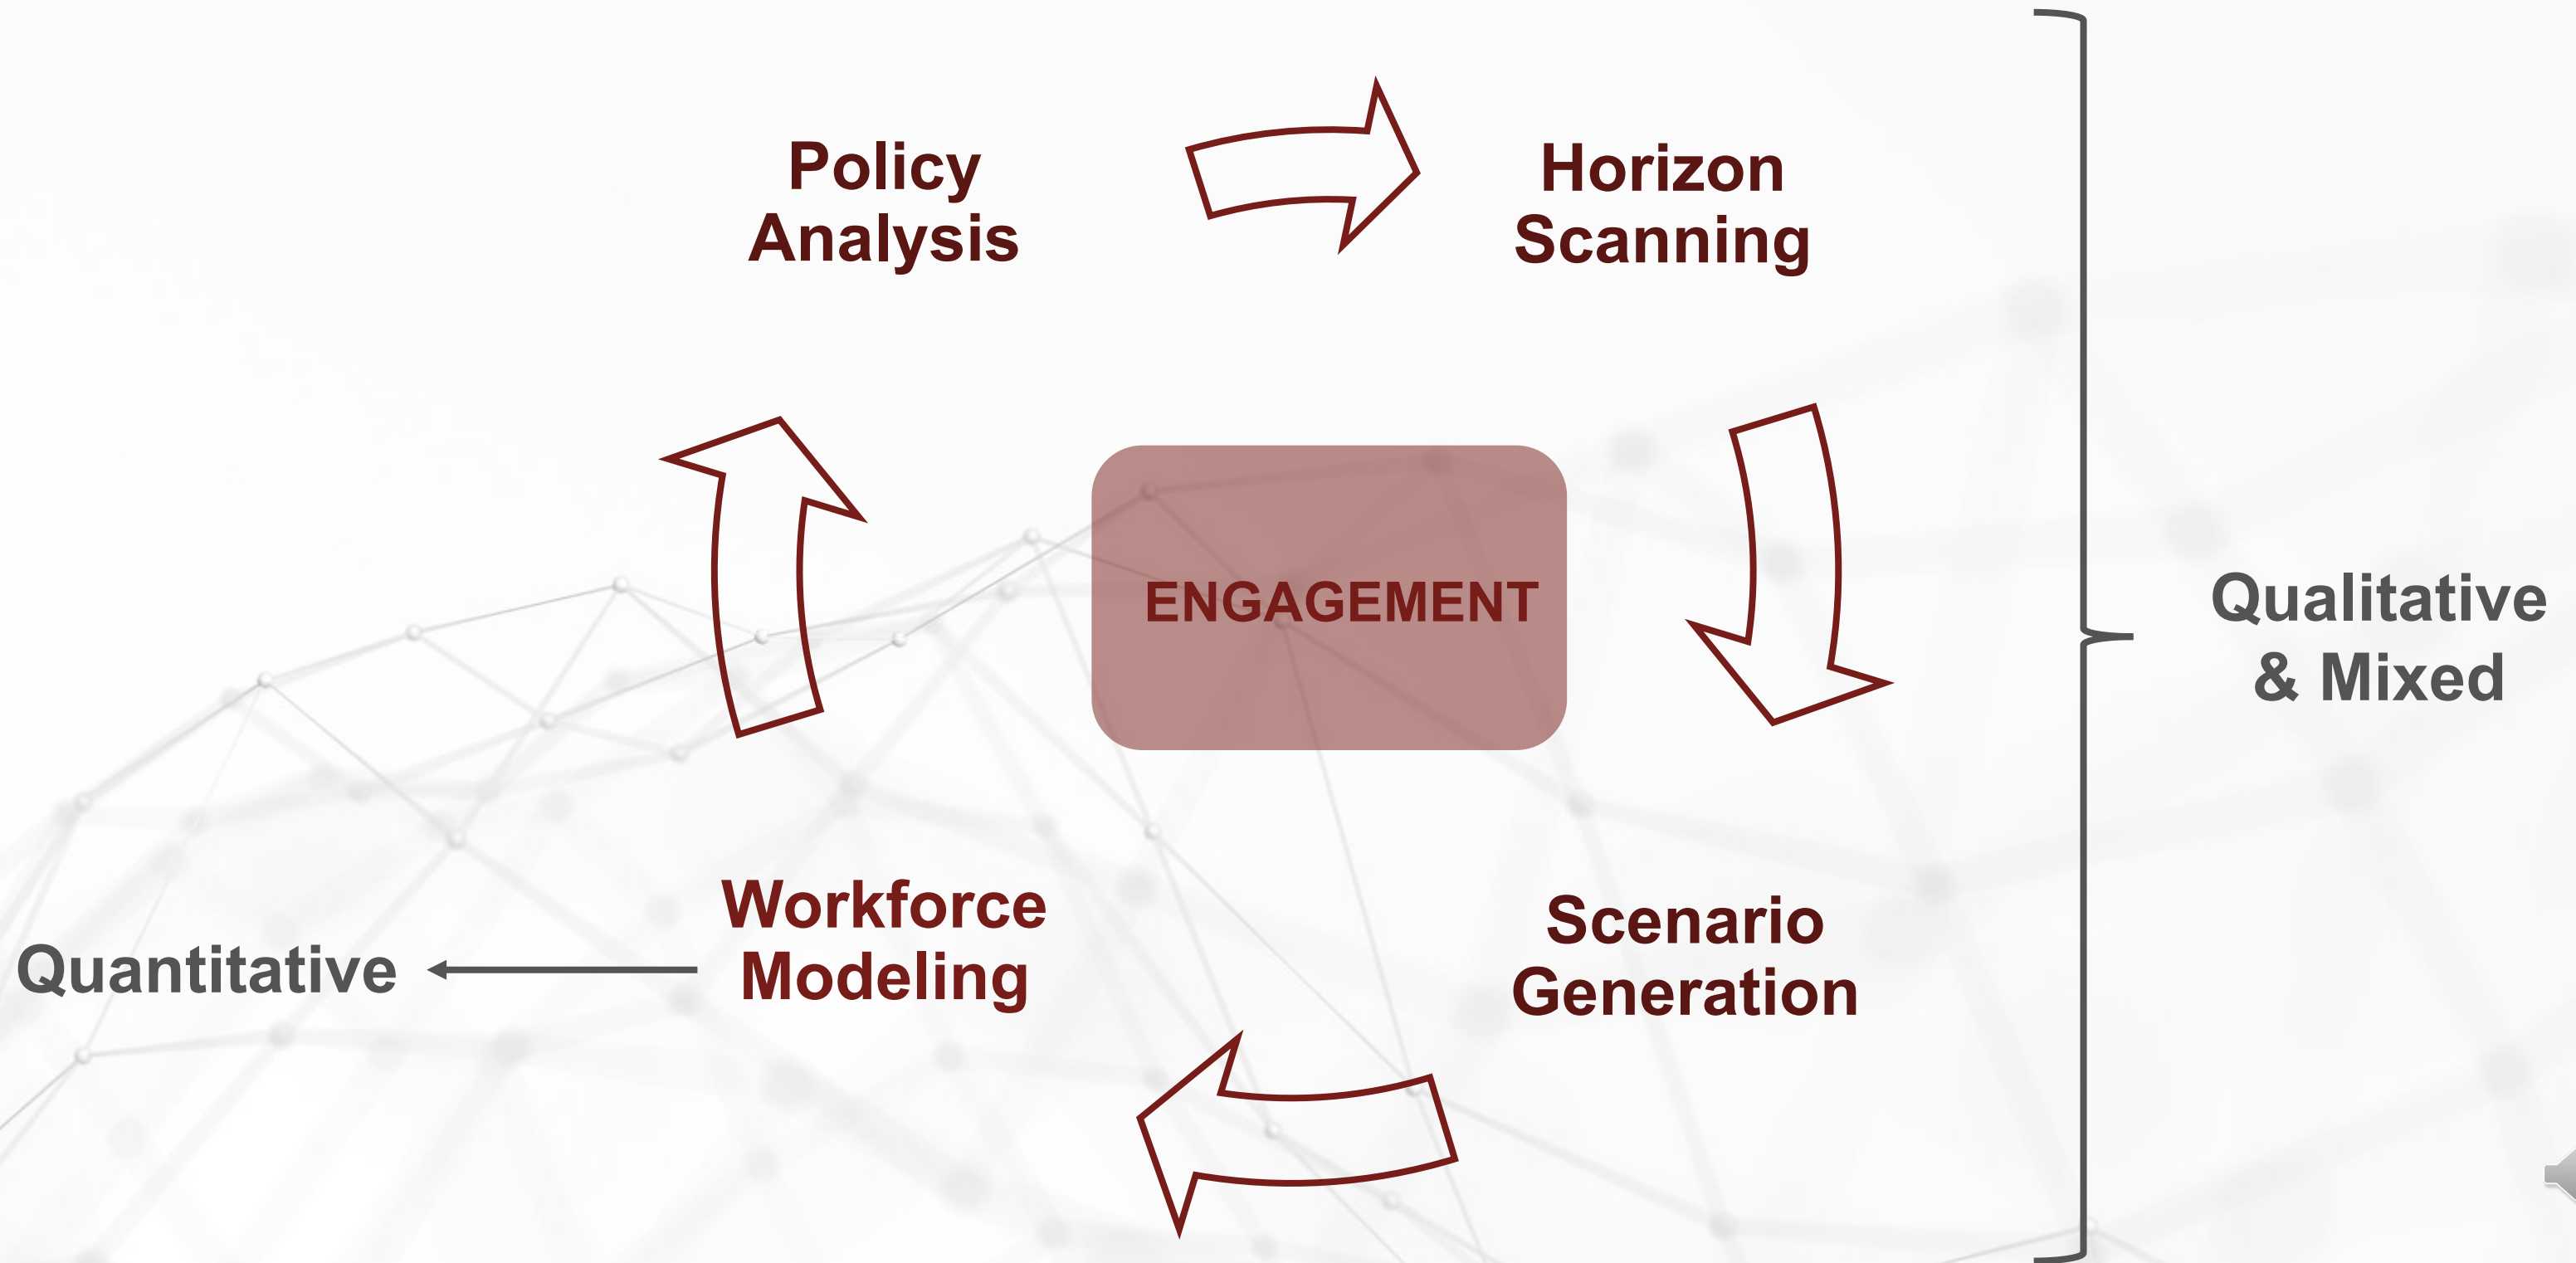 Policy
Analysis
Horizon
Scanning
ENGAGEMENT
Qualitative
& Mixed
Workforce
Modeling
Quantitative
Scenario
Generation